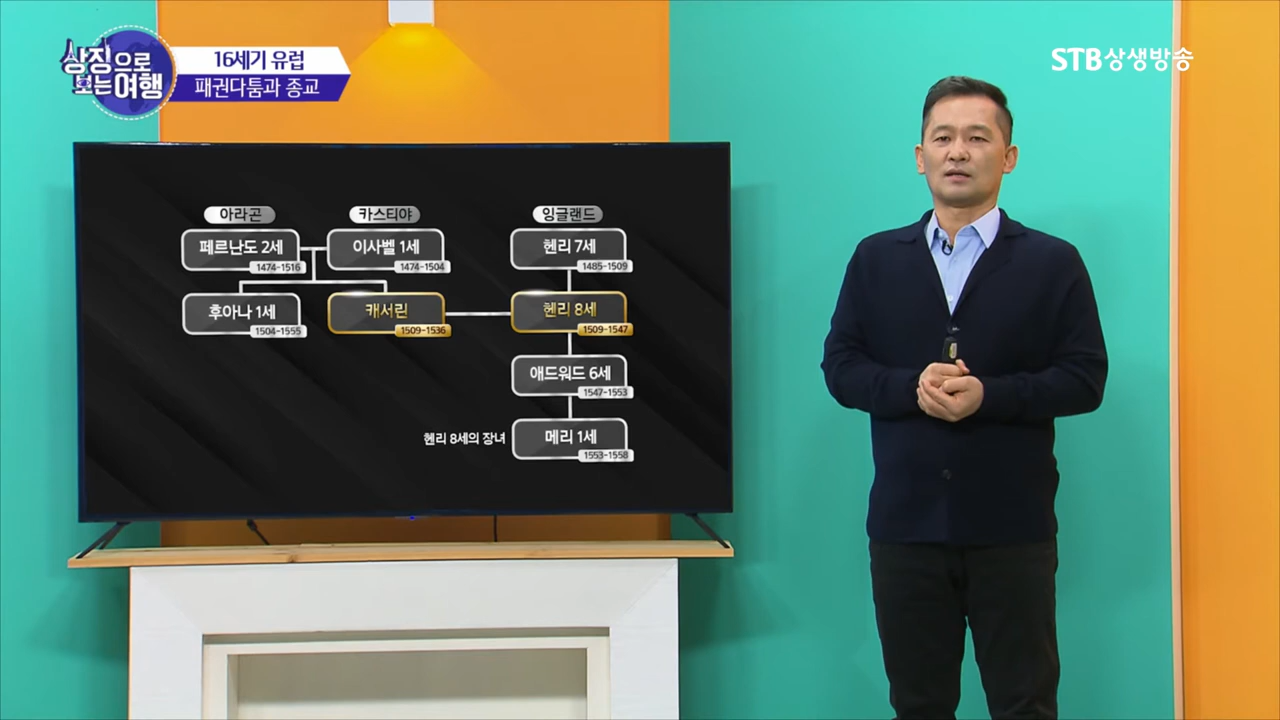 상징으로
보는여행
16세기 유럽
패권다툼과 종교
STB상생방송
아라곤
카스티야
잉글랜드
페르난도 2세
이사벨 1세
헨리 7세
1474-1516
1474-1504
1485-1509
후아나 1세
캐서린
헨리 8세
1504-1555
1509-1536
1509-1547
애드워드 6세
1547-1553
헨리 8세의 장녀
메리 1세
1553-1558